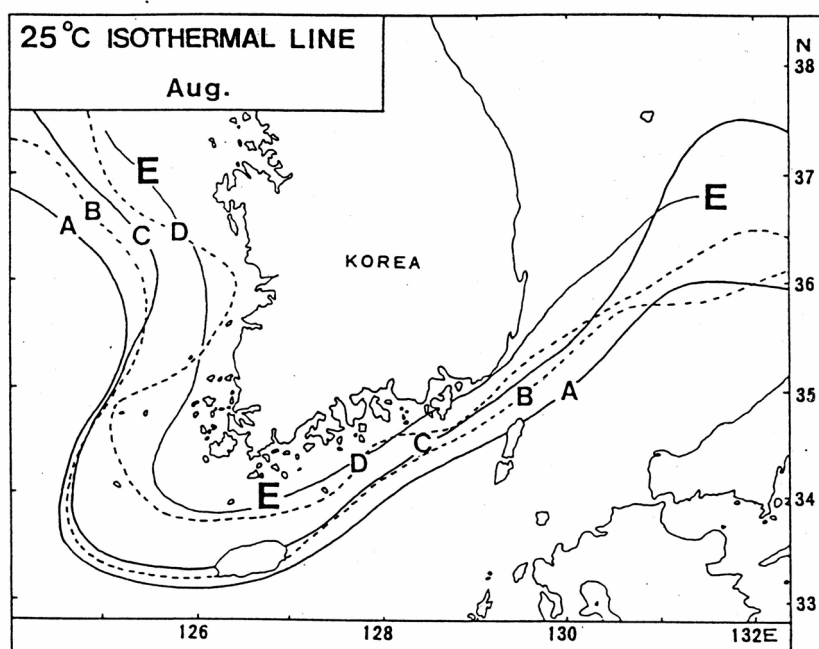 25°C ISOTHERMAL LINE
Aug.
N
38
E
37
E
A B C D
KOREA
36
35
B A
C
D
E
34
33
126 128 130 132E